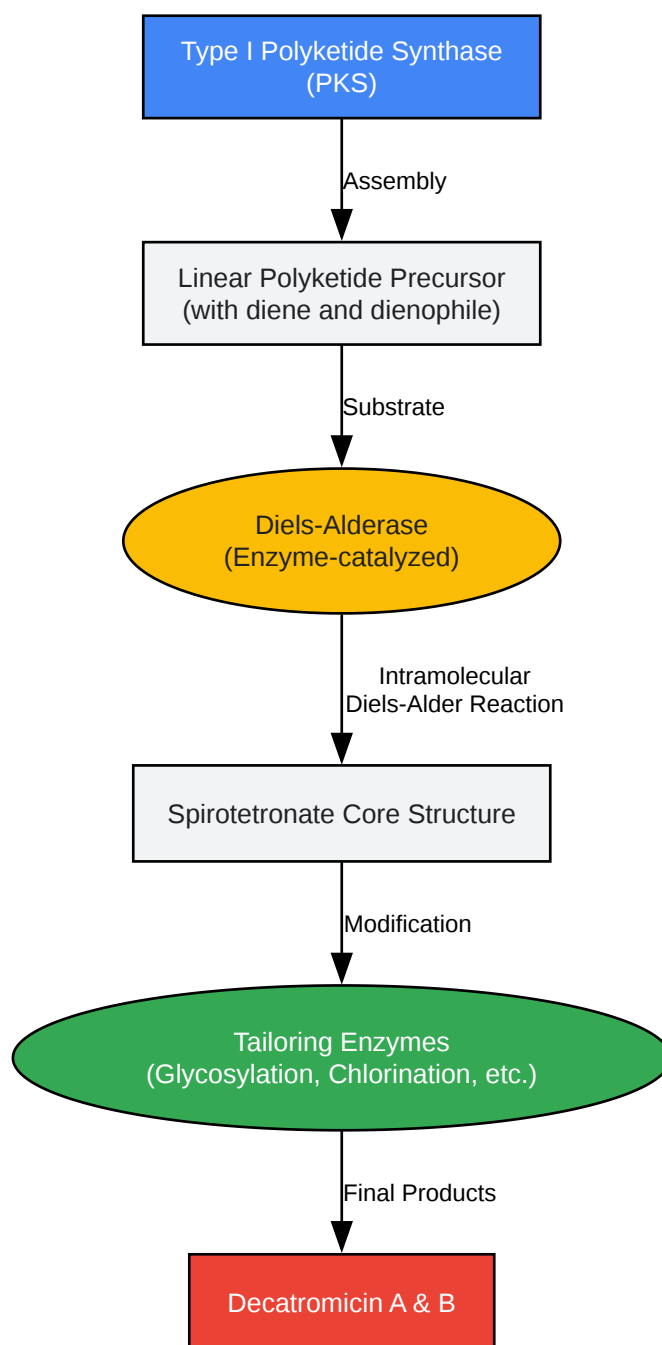 Type I Polyketide Synthase
(PKS)
Assembly
Linear Polyketide Precursor
(with diene and dienophile)
Substrate
Diels-Alderase
(Enzyme-catalyzed)
Intramolecular
Diels-Alder Reaction
Spirotetronate Core Structure
Modification
Tailoring Enzymes
(Glycosylation, Chlorination, etc.)
Final Products
Decatromicin A & B